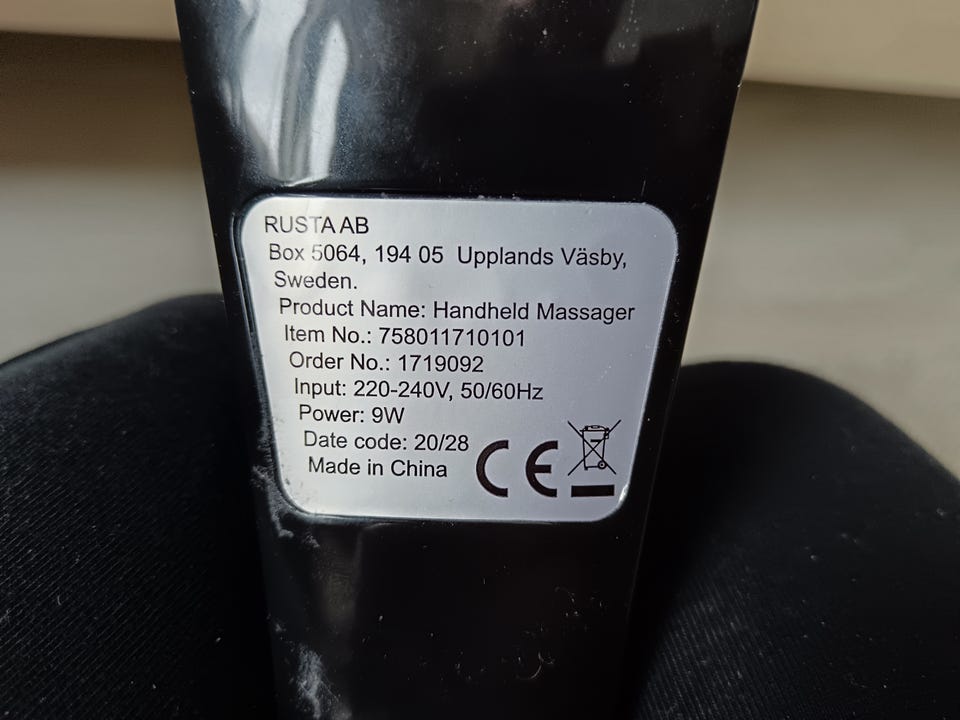 RUSTA AB
Box 5064, 194 05 Upplands Väsby,
Sweden.
Product Name: Handheld Massager
Item No.: 758011710101
Order No.: 1719092
Input: 220-240V, 50/60Hz
Power: 9W
Date code: 20/28
Made in China
CE